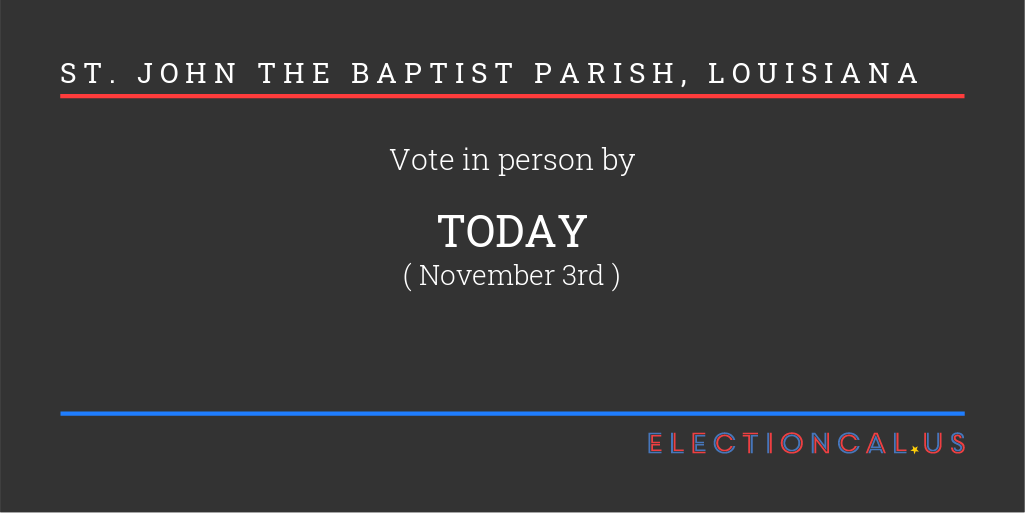 ST. JOHN THE BAPTIST PARISH, LOUISIANA
Vote in person by
TODAY
( November 3rd )
ELECTIONCAL.US